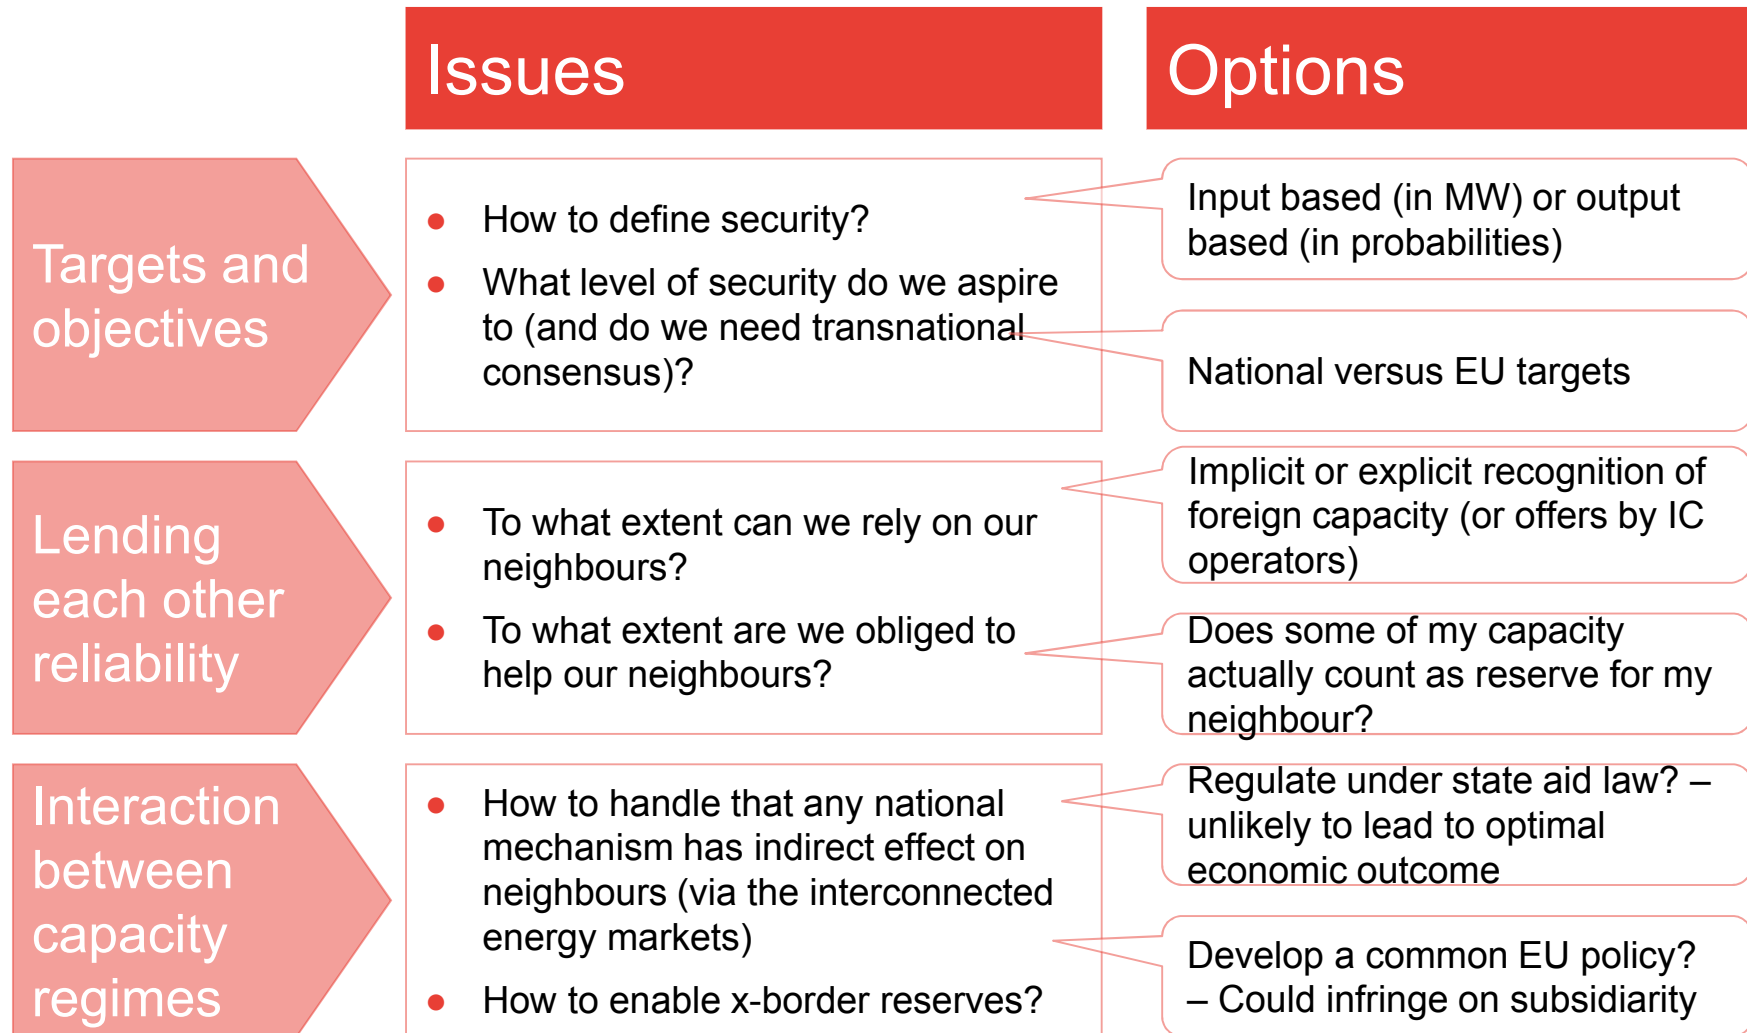 Issues
Options
Targets and
objectives
● How to define security?
● What level of security do we aspire
to (and do we need transnational
consensus)?
Input based (in MW) or output
based (in probabilities)
National versus EU targets
Lending
each other
reliability
● To what extent can we rely on our
neighbours?
● To what extent are we obliged to
help our neighbours?
Implicit or explicit recognition of
foreign capacity (or offers by IC
operators)
Does some of my capacity
actually count as reserve for my
neighbour?
Interaction
between
capacity
regimes
● How to handle that any national
mechanism has indirect effect on
neighbours (via the interconnected
energy markets)
● How to enable x-border reserves?
Regulate under state aid law? –
unlikely to lead to optimal
economic outcome
Develop a common EU policy?
– Could infringe on subsidiarity